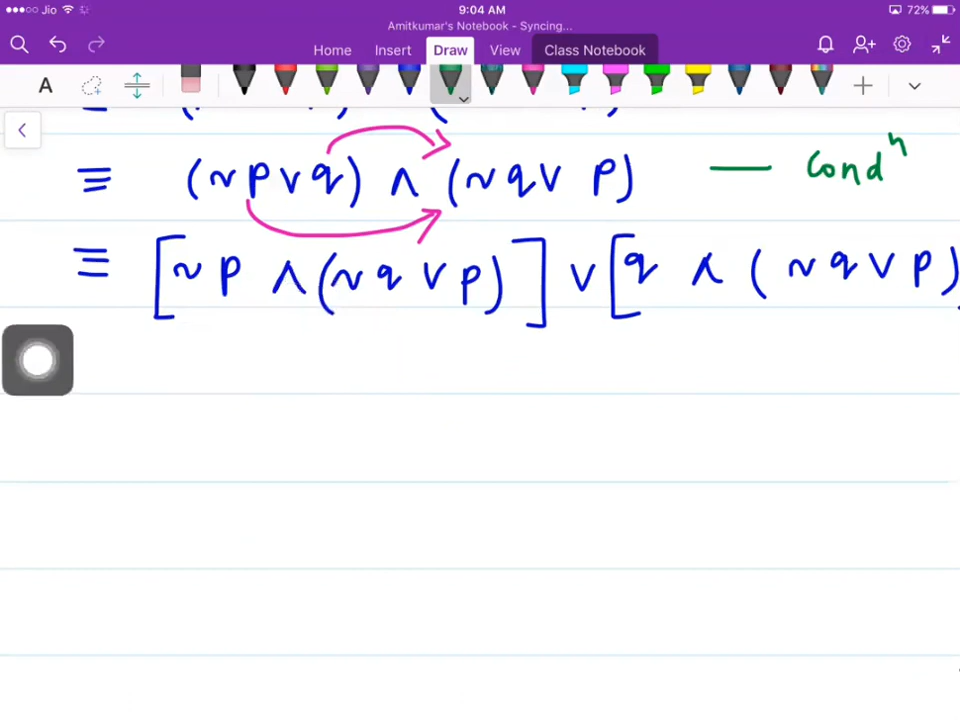 Jio 9:04 AM 72%
Amitkumar's Notebook - Syncing...
Home Insert Draw View Class Notebook
A
≡ (~p∨q) ∧ (~q∨ p) — Condⁿ
≡ [~p ∧(~q ∨p)] ∨ [q ∧ (~q∨p)